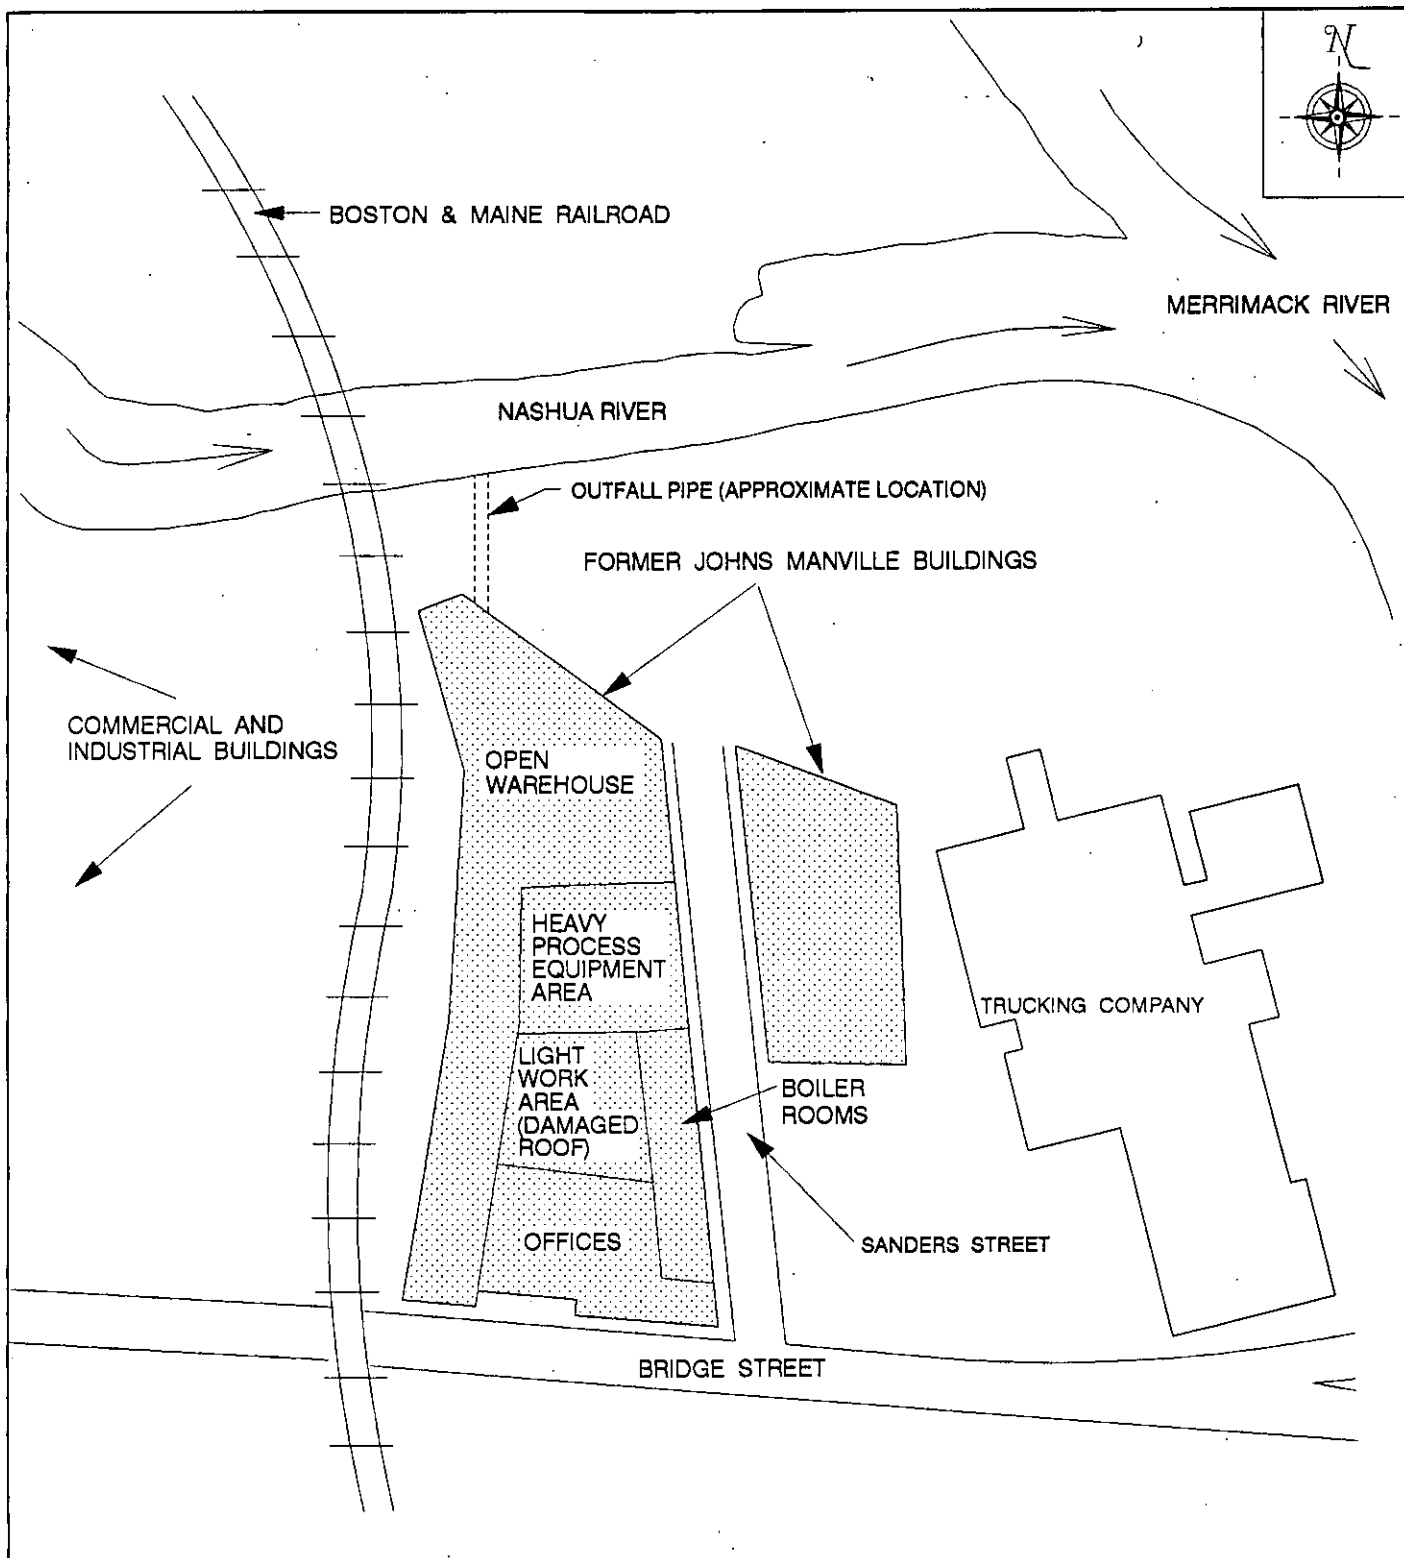 N
BOSTON & MAINE RAILROAD
MERRIMACK RIVER
NASHUA RIVER
OUTFALL PIPE (APPROXIMATE LOCATION)
FORMER JOHNS MANVILLE BUILDINGS
COMMERCIAL AND
INDUSTRIAL BUILDINGS
OPEN
WAREHOUSE
HEAVY
PROCESS
EQUIPMENT
AREA
TRUCKING COMPANY
LIGHT
WORK
AREA
(DAMAGED
ROOF)
BOILER
ROOMS
OFFICES
SANDERS STREET
BRIDGE STREET